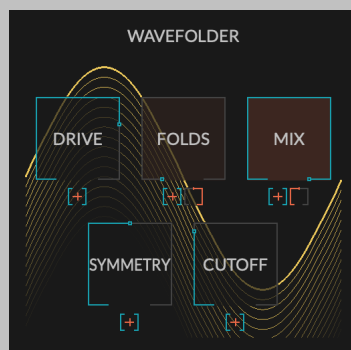 WAVEFOLDER
DRIVE FOLDS MIX
[+] [+] [+]
SYMMETRY CUTOFF
[+] [+]